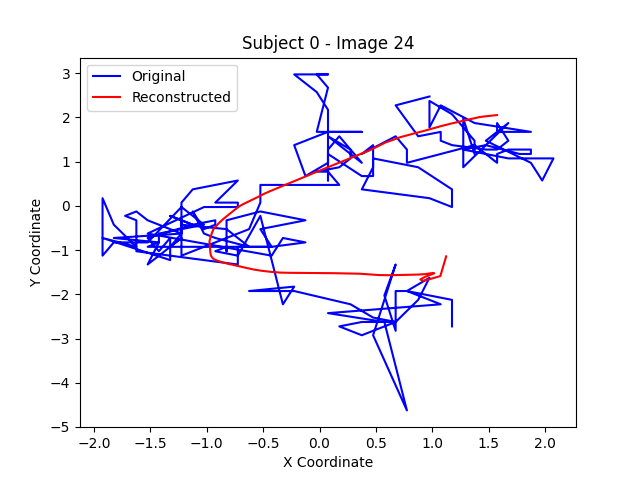 Subject 0 - Image 24
Original
Reconstructed
Y Coordinate
3
2
1
0
−1
−2
−3
−4
−5
−2.0 −1.5 −1.0 −0.5 0.0 0.5 1.0 1.5 2.0
X Coordinate